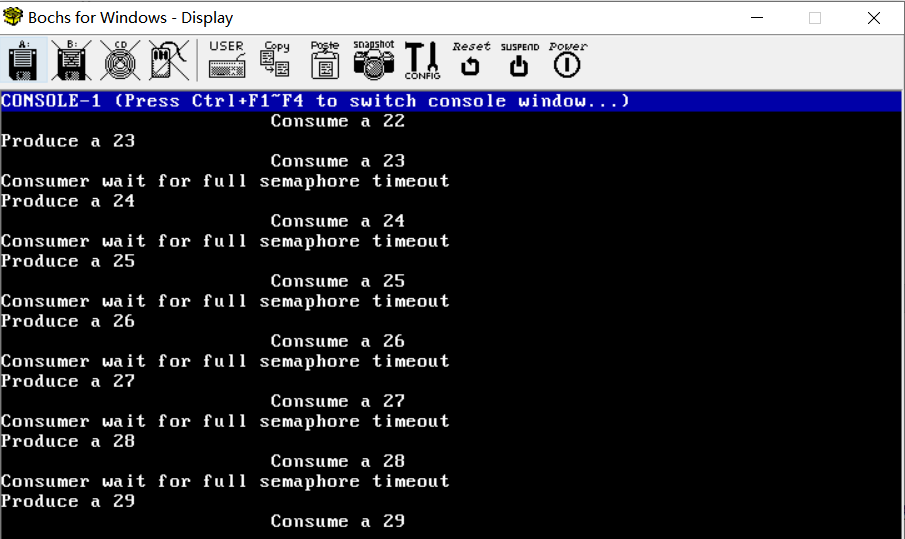 Bochs for Windows - Display
A: B: CD USER Copy Poste snapshot CONFIG Reset SUSPEND Power
CONSOLE-1 (Press Ctrl+F1~F4 to switch console window...)
Consume a 22
Produce a 23
Consume a 23
Consumer wait for full semaphore timeout
Produce a 24
Consume a 24
Consumer wait for full semaphore timeout
Produce a 25
Consume a 25
Consumer wait for full semaphore timeout
Produce a 26
Consume a 26
Consumer wait for full semaphore timeout
Produce a 27
Consume a 27
Consumer wait for full semaphore timeout
Produce a 28
Consume a 28
Consumer wait for full semaphore timeout
Produce a 29
Consume a 29